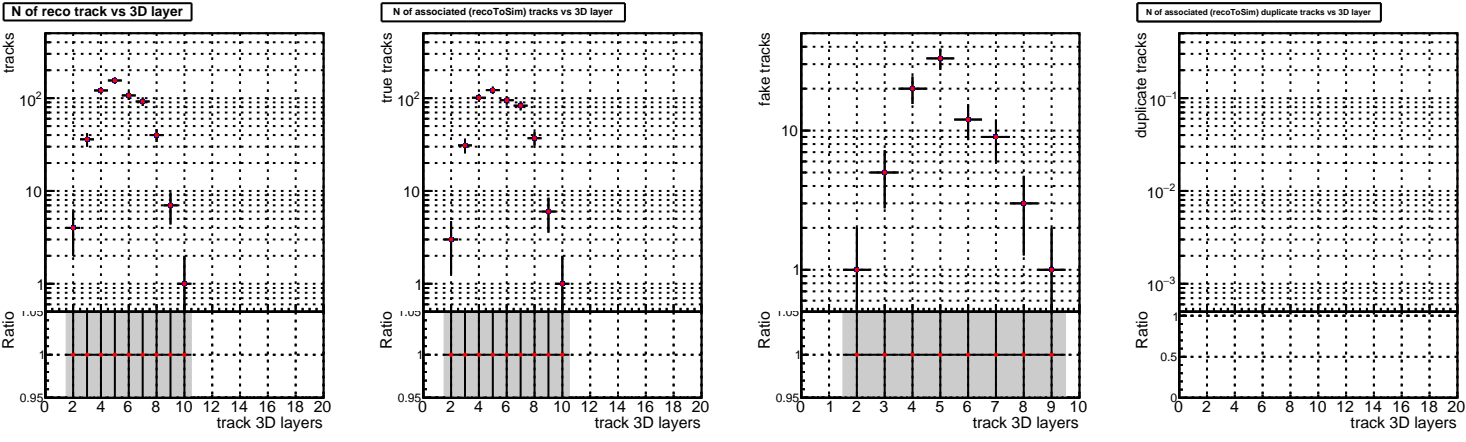 N of reco track vs 3D layer
tracks
10²
10
1
Ratio
1.05
1
0.95
0 2 4 6 8 10 12 14 16 18 20
track 3D layers
N of associated (recoToSim) tracks vs 3D layer
true tracks
10²
10
1
Ratio
1.05
1
0.95
0 2 4 6 8 10 12 14 16 18 20
track 3D layers
fake tracks
10
1
Ratio
1.05
1
0.95
0 1 2 3 4 5 6 7 8 9 10
track 3D layers
N of associated (recoToSim) duplicate tracks vs 3D layer
duplicate tracks
10⁻¹
10⁻²
10⁻³
Ratio
1
0.5
0
0 2 4 6 8 10 12 14 16 18 20
track 3D layers